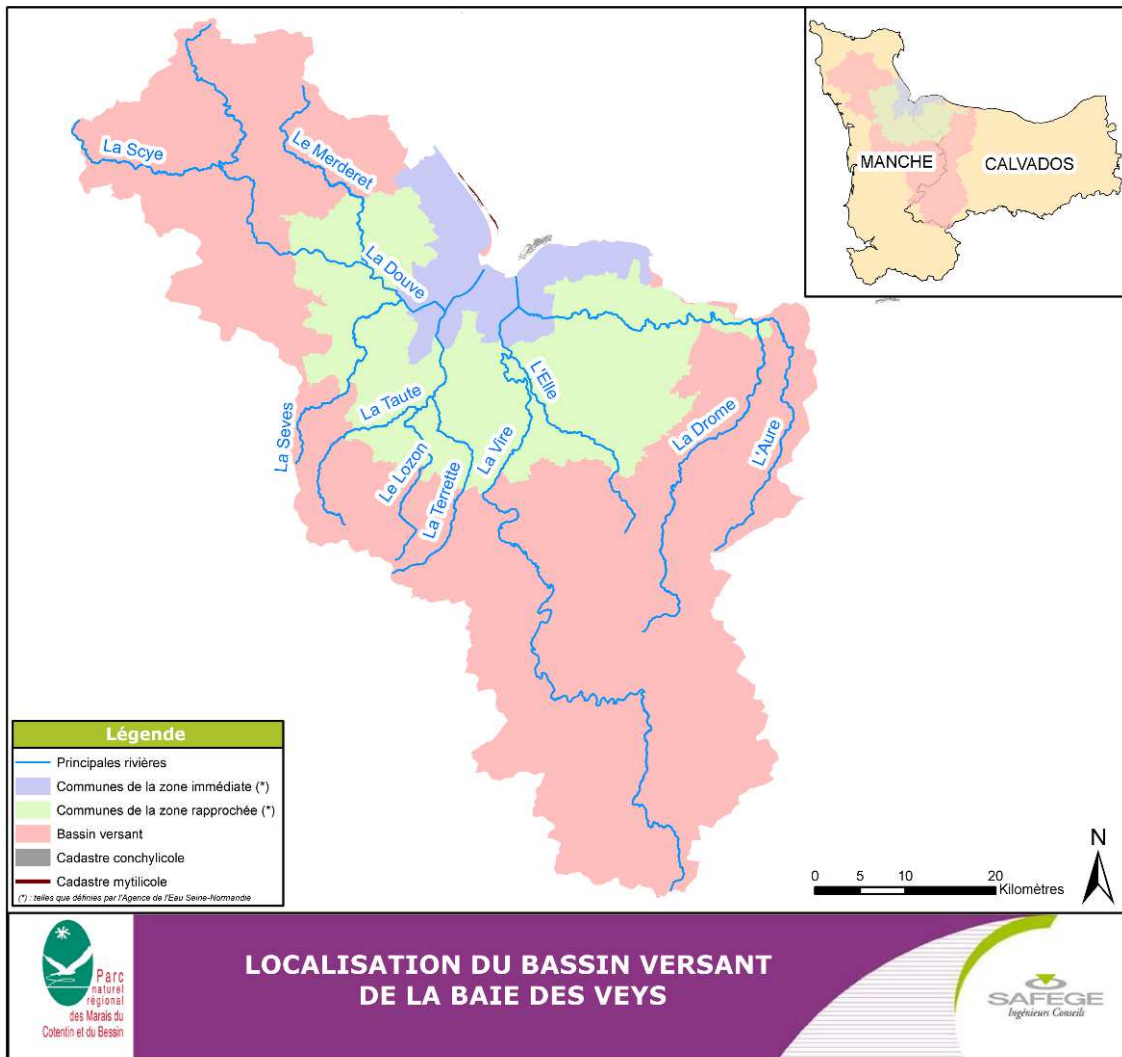 MANCHE
CALVADOS
La Scye
Le Merderet
La Douve
La Seves
La Taute
Le Lozon
La Terrette
La Vire
L'Elle
La Drome
L'Aure
Légende
Principales rivières
Communes de la zone immédiate (*)
Communes de la zone rapprochée (*)
Bassin versant
Cadastre conchylicole
Cadastre mytilicole
(*) : telles que définies par l'Agence de l'Eau Seine-Normandie
N
0 5 10 20
Kilomètres
Parc
naturel
régional
des Marais du
Cotentin et du Bessin
LOCALISATION DU BASSIN VERSANT
DE LA BAIE DES VEYS
SAFEGE
Ingénieurs Conseils